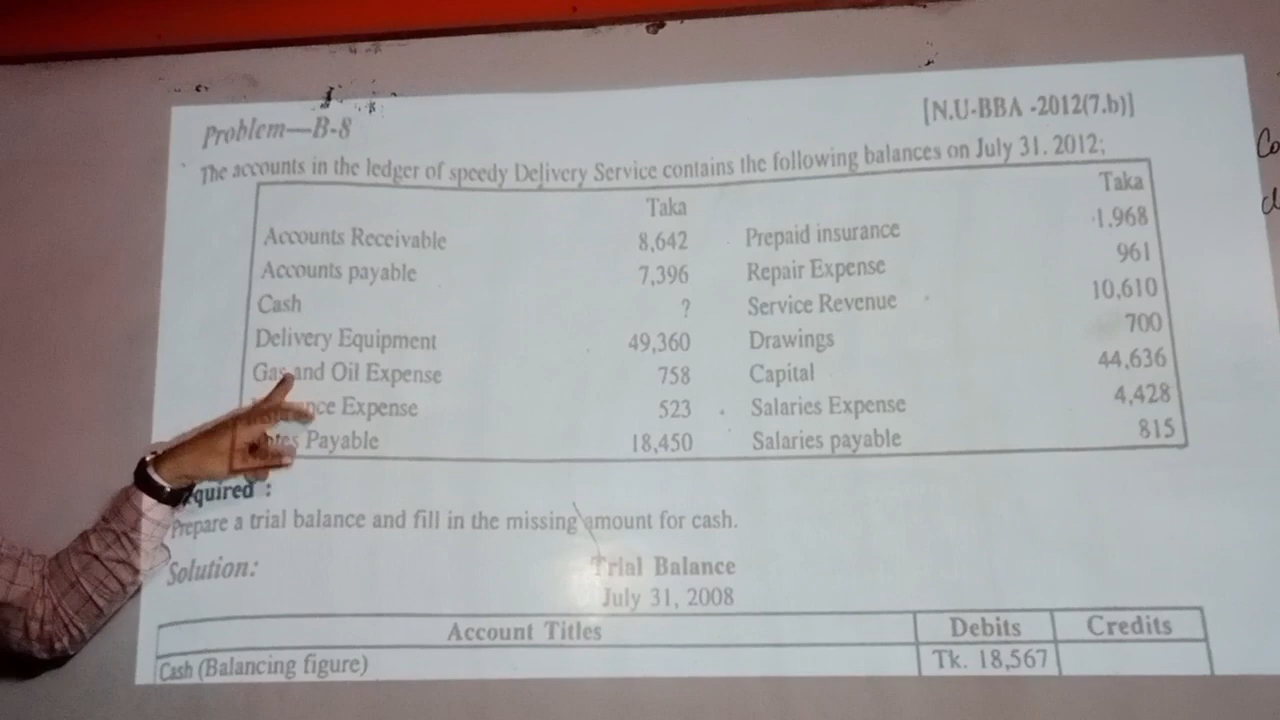 [N.U-BBA -2012(7.b)]
Problem—B-8
The accounts in the ledger of speedy Delivery Service contains the following balances on July 31. 2012;
Taka Taka
Accounts Receivable 8,642 Prepaid insurance 1,968
Accounts payable 7,396 Repair Expense 961
Cash ? Service Revenue 10,610
Delivery Equipment 49,360 Drawings 700
Gas and Oil Expense 758 Capital 44,636
Expense 523 Salaries Expense 4,428
Payable 18,450 Salaries payable 815
quired :
Prepare a trial balance and fill in the missing amount for cash.
Solution: Trial Balance
July 31, 2008
Account Titles Debits Credits
Cash (Balancing figure) Tk. 18,567
Co